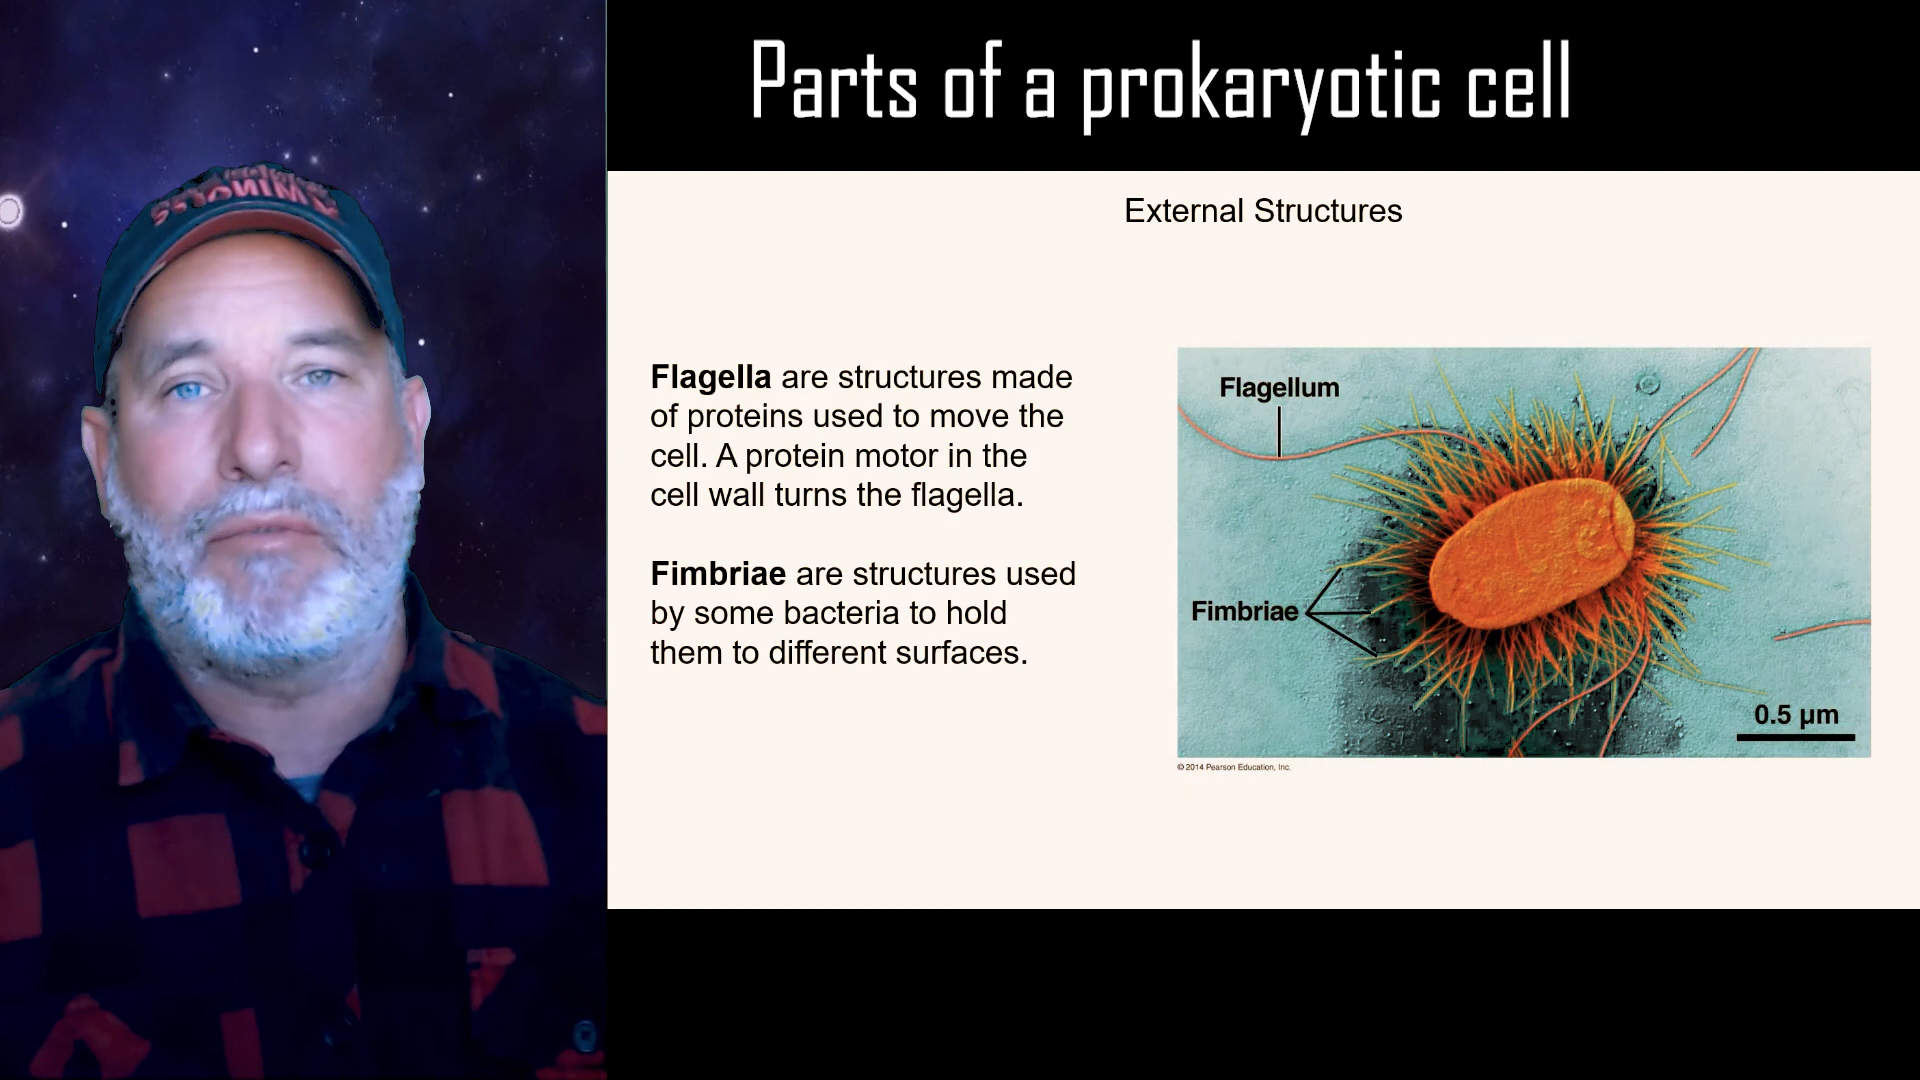 Parts of a prokaryotic cell
External Structures
Flagella are structures made
of proteins used to move the
cell. A protein motor in the
cell wall turns the flagella.
Fimbriae are structures used
by some bacteria to hold
them to different surfaces.
Flagellum
Fimbriae
0.5 µm
© 2014 Pearson Education, Inc.